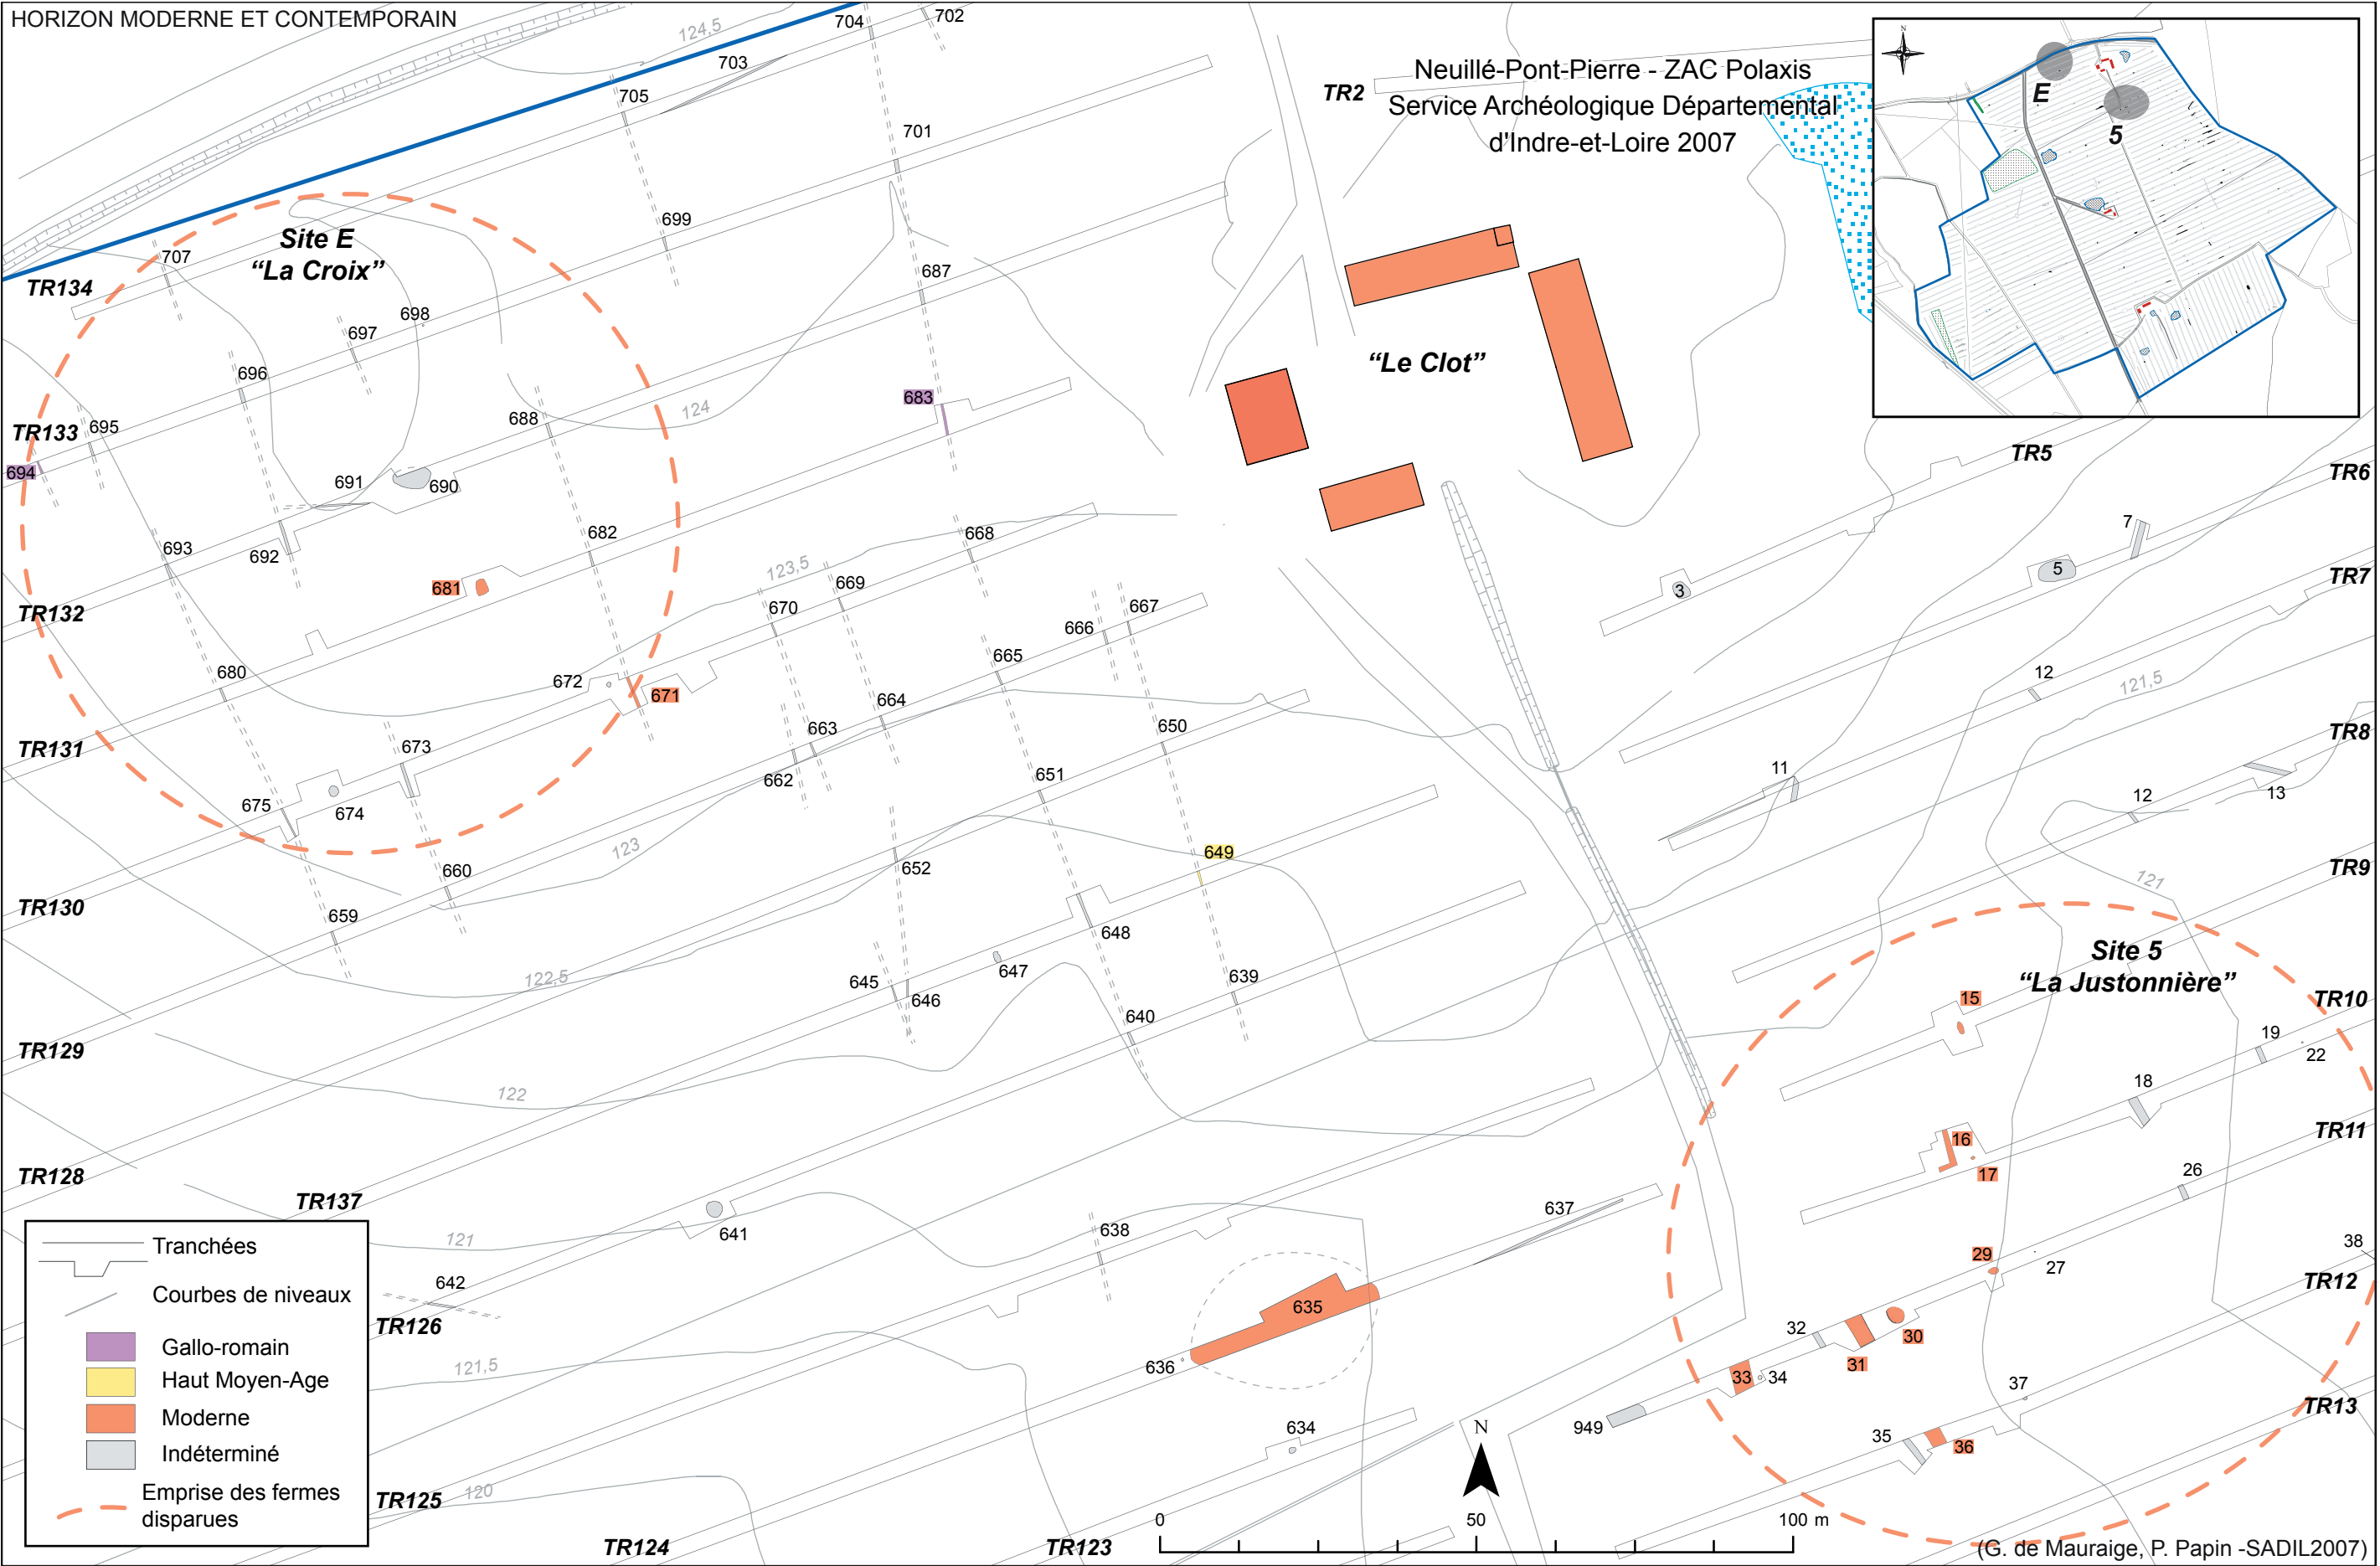 HORIZON MODERNE ET CONTEMPORAIN
124,5
704
702
703
705
TR2
Neuillé-Pont-Pierre - ZAC Polaxis
Service Archéologique Départemental
d'Indre-et-Loire 2007
N
E
5
701
699
Site E
“La Croix”
707
TR134
687
698
697
“Le Clot”
696
683
124
688
695
TR133
694
TR5
TR6
691
690
7
668
682
693
692
5
123,5
669
TR7
681
3
670
TR132
667
666
665
680
12
672
671
121,5
664
663
650
TR8
TR131
673
662
651
11
13
12
675
674
649
123
652
660
121
TR9
TR130
659
648
Site 5
“La Justonnière”
647
122,5
645
646
639
15
TR10
640
19
22
TR129
18
122
TR11
16
17
26
TR128
TR137
637
638
641
121
29
27
38
642
TR12
635
TR126
32
30
31
636
121,5
33
34
37
TR13
949
634
35
36
N
120
TR125
0
50
100 m
TR124
TR123
Tranchées
Courbes de niveaux
Gallo-romain
Haut Moyen-Age
Moderne
Indéterminé
Emprise des fermes
disparues
(G. de Mauraige, P. Papin -SADIL2007)